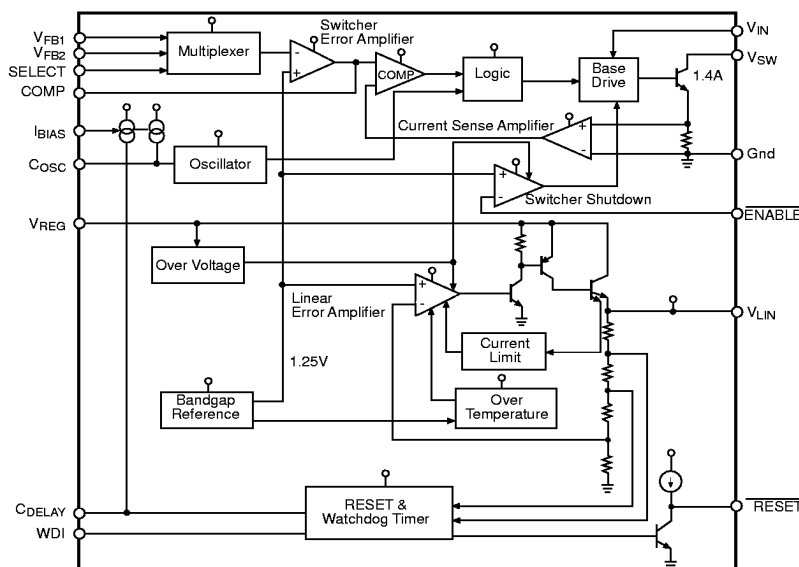 Switcher
Error Amplifier
VIN
VFB1
VFB2
SELECT
COMP
Multiplexer
-
+
COMP
Logic
Base
Drive
VSW
1.4A
IBIAS
COSC
Oscillator
Current Sense Amplifier
+
-
Gnd
+
-
Switcher Shutdown
ENABLE
VREG
Over Voltage
Linear
Error Amplifier
+
-
VLIN
Current
Limit
1.25V
Bandgap
Reference
Over
Temperature
CDELAY
WDI
RESET &
Watchdog Timer
RESET